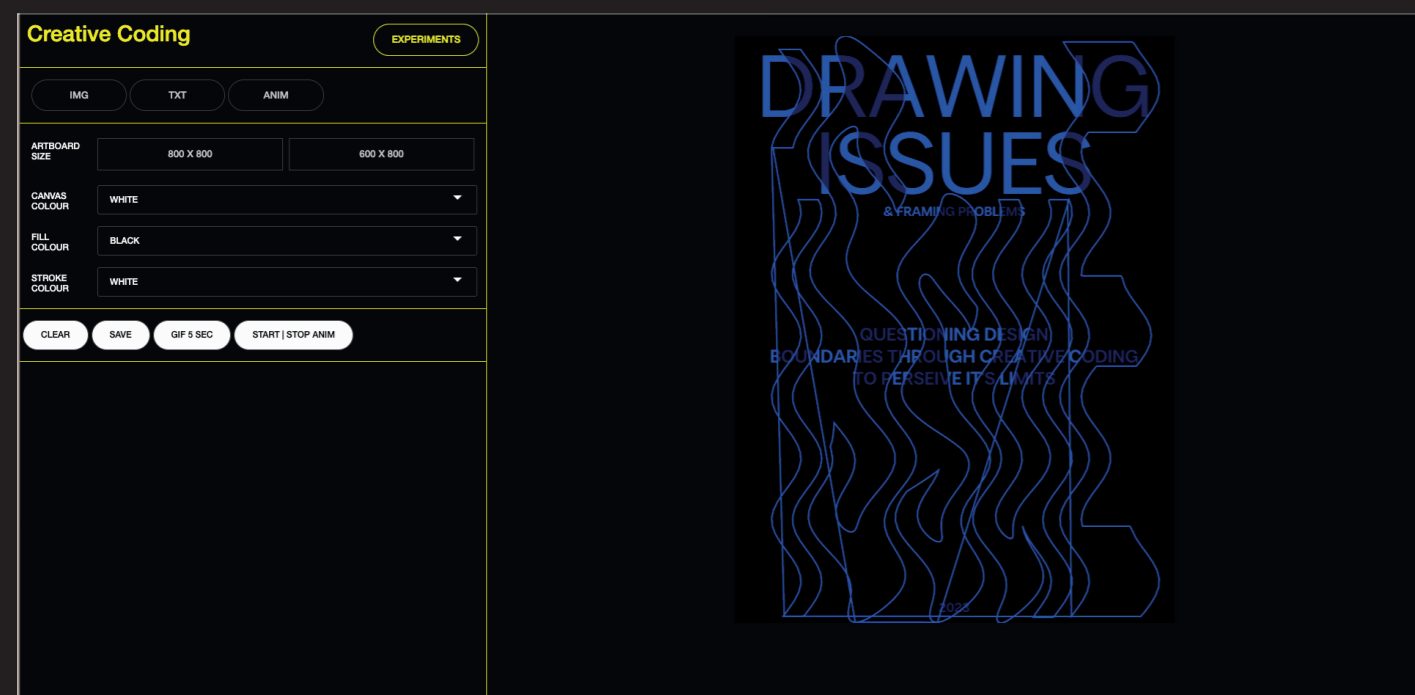 Creative Coding
EXPERIMENTS
IMG
TXT
ANIM
ARTBOARD
SIZE
800 X 800
600 X 800
CANVAS
COLOUR
WHITE
FILL
COLOUR
BLACK
STROKE
COLOUR
WHITE
CLEAR
SAVE
GIF 5 SEC
START | STOP ANIM
DRAWING
ISSUES
& FRAMING PROBLEMS
QUESTIONING DESIGN
BOUNDARIES THROUGH CREATIVE CODING
TO PERSEIVE IT'S LIMITS
2023